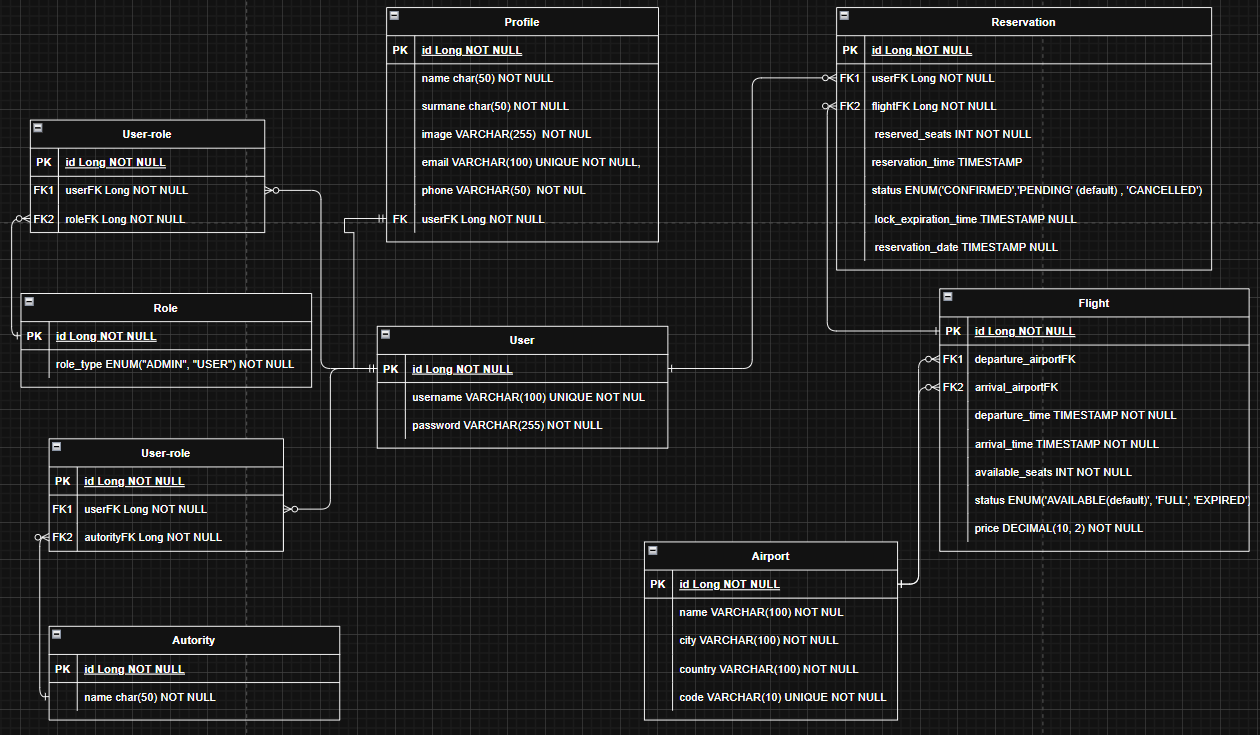 Profile
PK id Long NOT NULL
name char(50) NOT NULL
surmane char(50) NOT NULL
image VARCHAR(255) NOT NUL
email VARCHAR(100) UNIQUE NOT NULL,
phone VARCHAR(50) NOT NUL
FK userFK Long NOT NULL
Reservation
PK id Long NOT NULL
FK1 userFK Long NOT NULL
FK2 flightFK Long NOT NULL
reserved_seats INT NOT NULL
reservation_time TIMESTAMP
status ENUM('CONFIRMED','PENDING' (default) , 'CANCELLED')
lock_expiration_time TIMESTAMP NULL
reservation_date TIMESTAMP NULL
User-role
PK id Long NOT NULL
FK1 userFK Long NOT NULL
FK2 roleFK Long NOT NULL
Role
PK id Long NOT NULL
role_type ENUM("ADMIN", "USER") NOT NULL
User
PK id Long NOT NULL
username VARCHAR(100) UNIQUE NOT NUL
password VARCHAR(255) NOT NULL
Flight
PK id Long NOT NULL
FK1 departure_airportFK
FK2 arrival_airportFK
departure_time TIMESTAMP NOT NULL
arrival_time TIMESTAMP NOT NULL
available_seats INT NOT NULL
status ENUM('AVAILABLE(default)', 'FULL', 'EXPIRED')
price DECIMAL(10, 2) NOT NULL
User-role
PK id Long NOT NULL
FK1 userFK Long NOT NULL
FK2 autorityFK Long NOT NULL
Airport
PK id Long NOT NULL
name VARCHAR(100) NOT NUL
city VARCHAR(100) NOT NULL
country VARCHAR(100) NOT NULL
code VARCHAR(10) UNIQUE NOT NULL
Autority
PK id Long NOT NULL
name char(50) NOT NULL